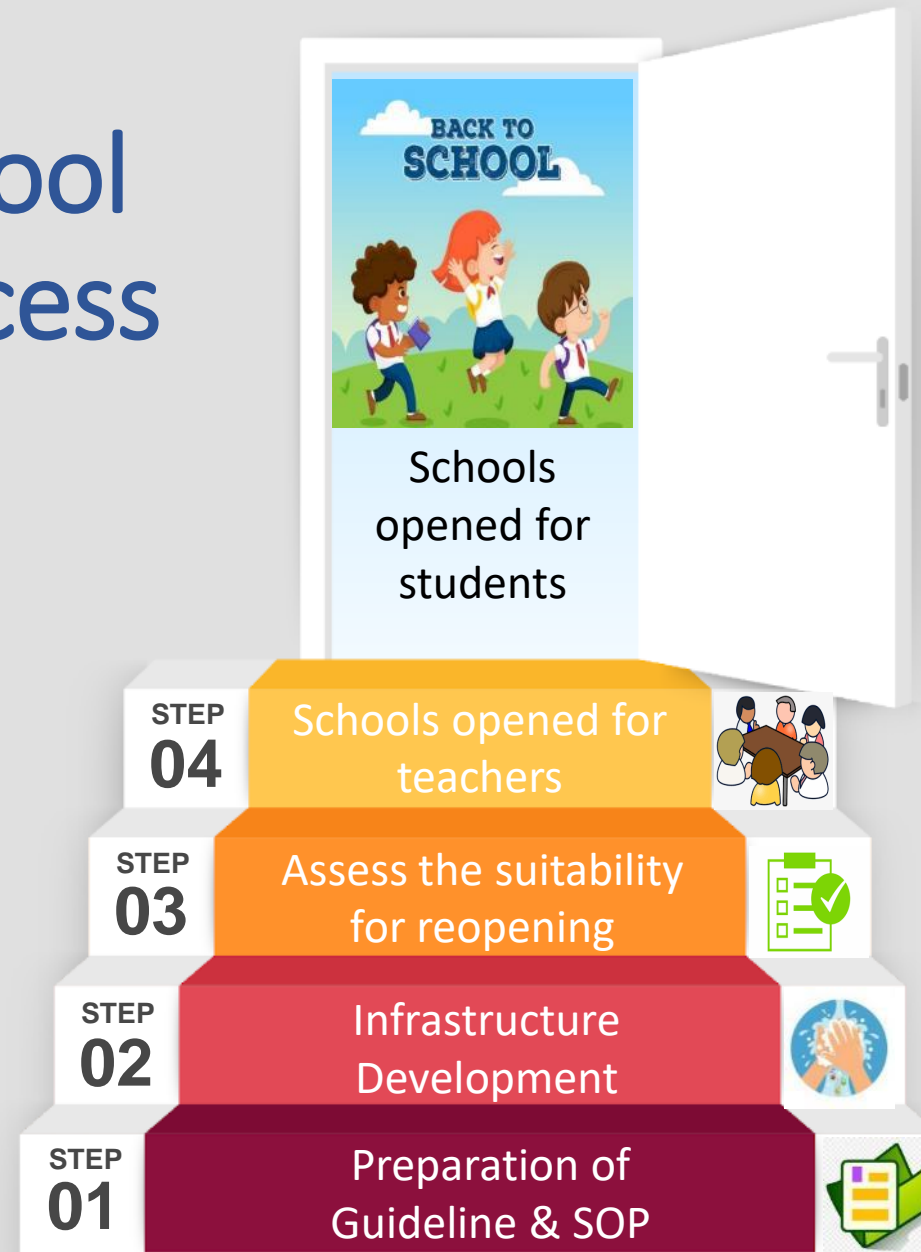 ool
cess
BACK TO
SCHOOL
Schools
opened for
students
STEP
04
Schools opened for
teachers
STEP
03
Assess the suitability
for reopening
STEP
02
Infrastructure
Development
STEP
01
Preparation of
Guideline & SOP